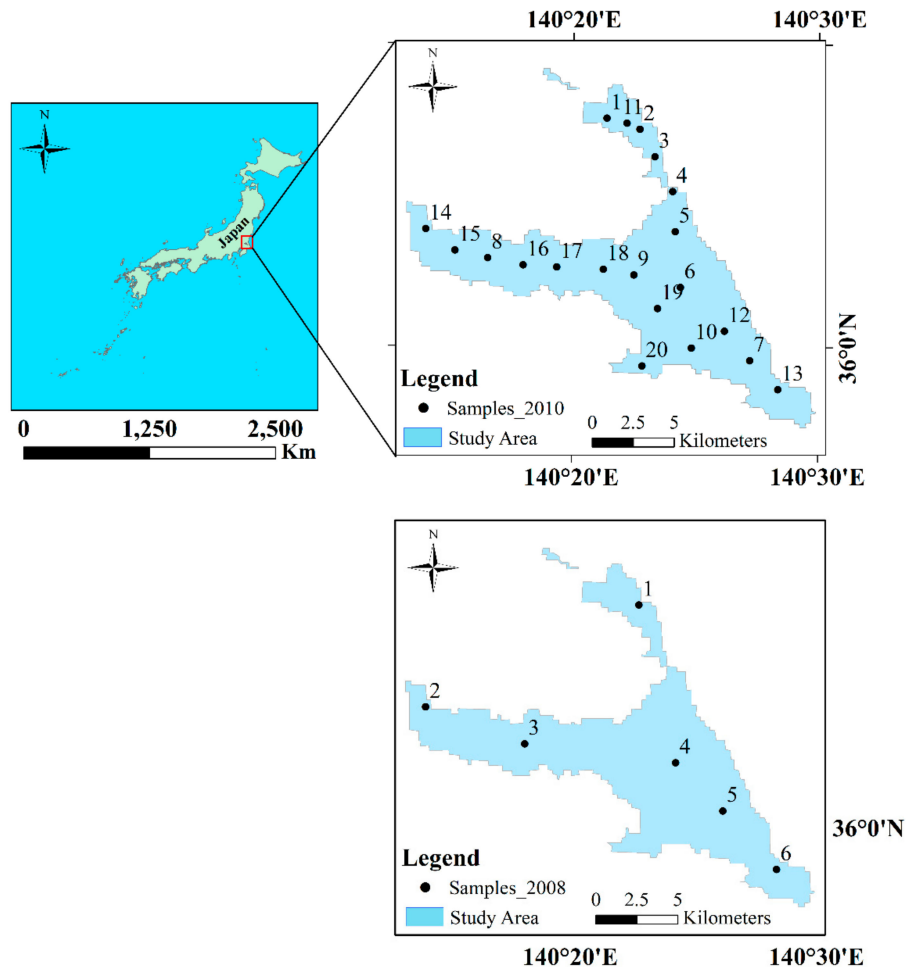 140°20'E 140°30'E
N
N
Japan
0 1,250 2,500
Km
1 11 2
3
4
5
14
15 8 16 17 18 9 6
19 12
10 7
20 13
36°0'N
Legend
Samples_2010
Study Area
0 2.5 5
Kilometers
140°20'E 140°30'E
N
1
2
3
4
5
6
36°0'N
Legend
Samples_2008
Study Area
0 2.5 5
Kilometers
140°20'E 140°30'E